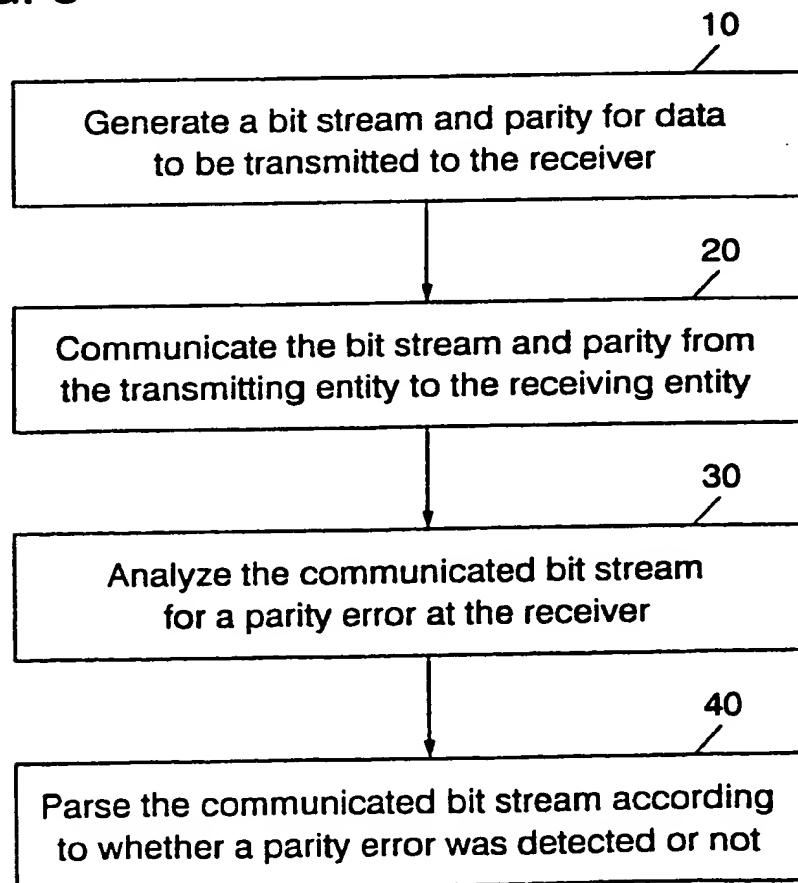 10
Generate a bit stream and parity for data
to be transmitted to the receiver
20
Communicate the bit stream and parity from
the transmitting entity to the receiving entity
30
Analyze the communicated bit stream
for a parity error at the receiver
40
Parse the communicated bit stream according
to whether a parity error was detected or not